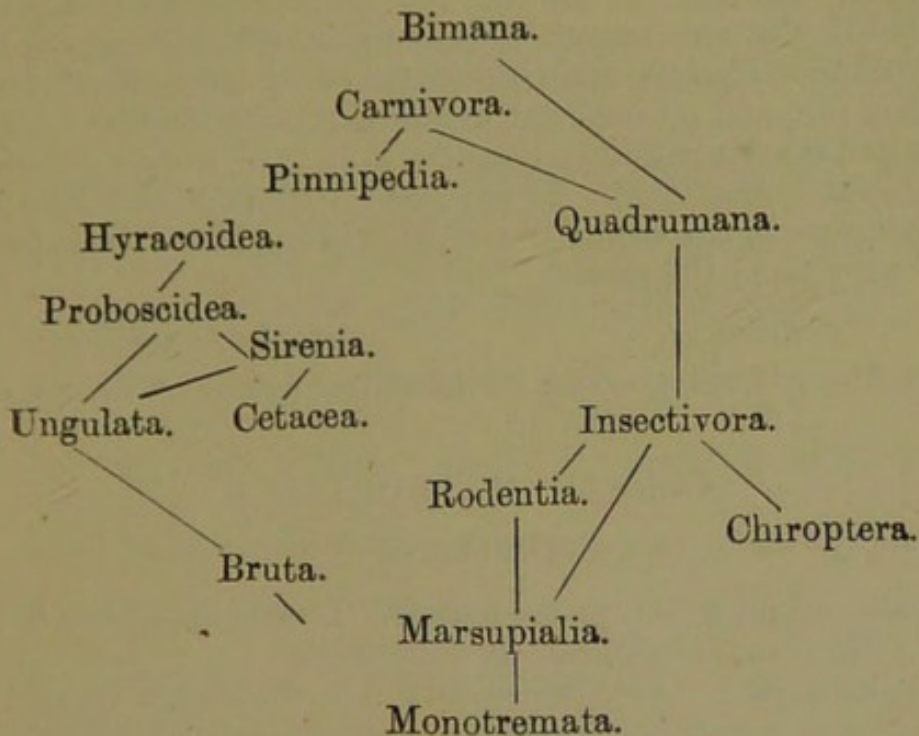 Bimana.
Carnivora.
Pinnipedia.
Quadrumana.
Hyracoidea.
Proboscidea.
Sirenia.
Ungulata.
Cetacea.
Insectivora.
Rodentia.
Chiroptera.
Bruta.
Marsupialia.
Monotremata.